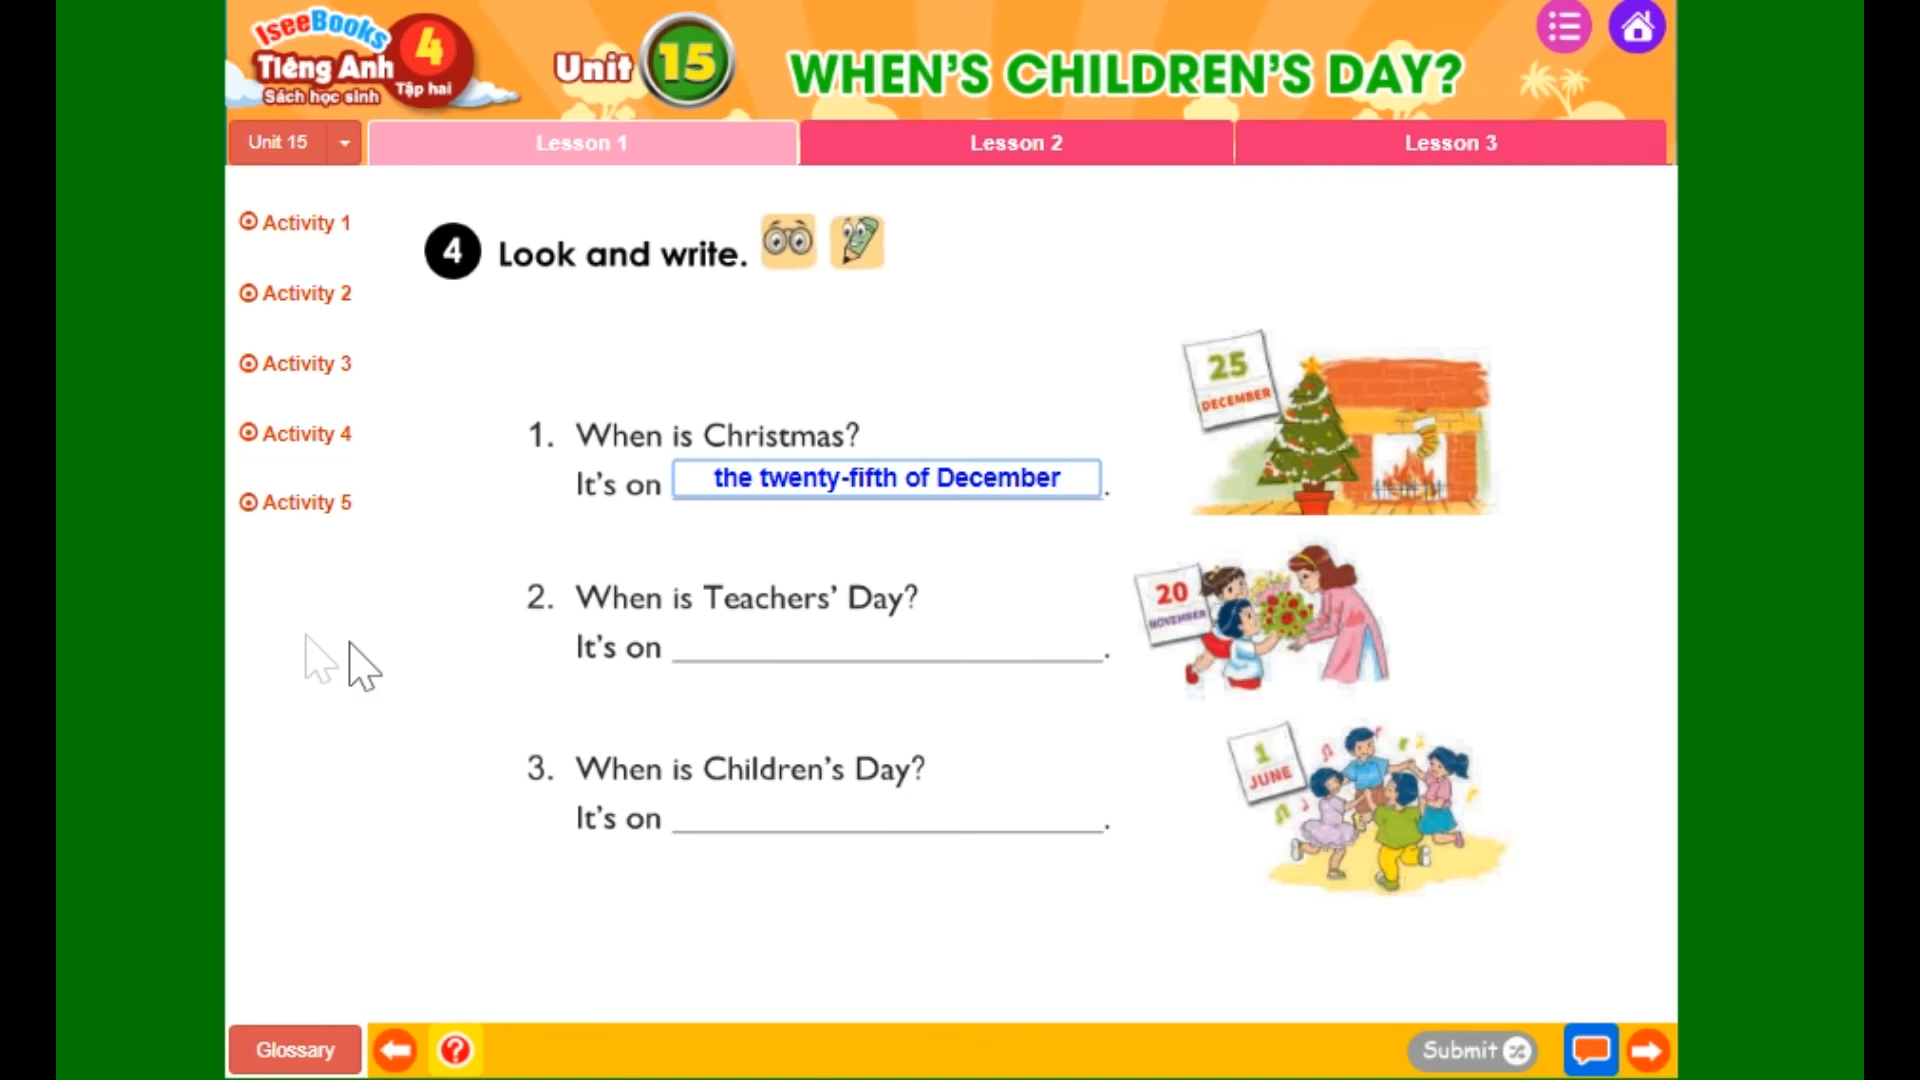 IseeBooks
Tiếng Anh 4
Sách học sinh Tập hai
Unit 15
WHEN'S CHILDREN'S DAY?
Unit 15
Lesson 1
Lesson 2
Lesson 3
Activity 1
Activity 2
Activity 3
Activity 4
Activity 5
4 Look and write.
1. When is Christmas?
It's on the twenty-fifth of December.
25
DECEMBER
2. When is Teachers' Day?
It's on ______.
20
NOVEMBER
3. When is Children's Day?
It's on ______.
1
JUNE
Glossary
?
Submit